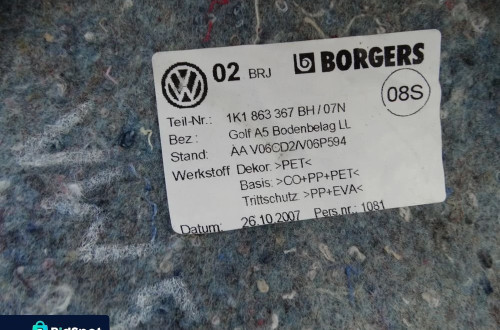 02 BRJ BORGERS
08S
Teil-Nr.: 1K1 863 367 BH / 07N
Bez.: Golf A5 Bodenbelag LL
Stand: AA V06CD2/V06P594
Werkstoff Dekor. >PET<
Basis: >CO+PP+PET<
Trittschutz: >PP+EVA<
Datum: 26.10.2007 Pers.nr.: 1081